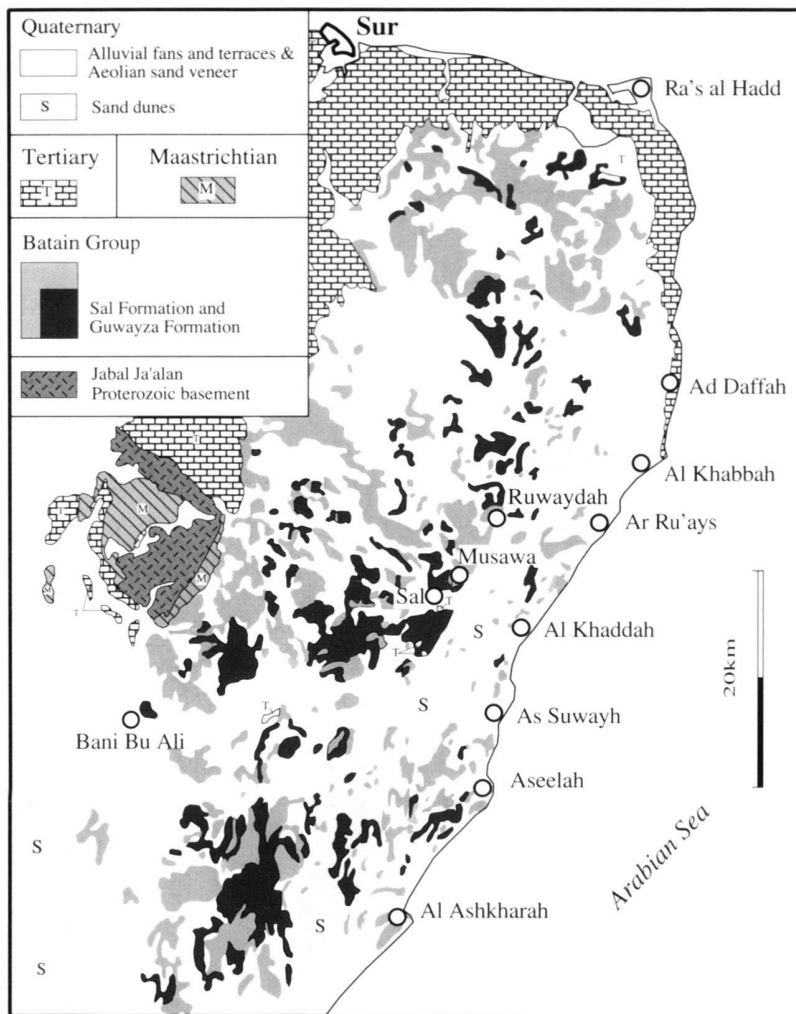 Quaternary
Alluvial fans and terraces &
Aeolian sand veneer
S
Sand dunes
Tertiary
T
Maastrichtian
M
Batain Group
Sal Formation and
Guwayza Formation
Jabal Ja'alan
Proterozoic basement
Sur
Ra's al Hadd
T
Ad Daffah
T
Al Khabbah
M
Ruwaydah
Ar Ru'ays
T
Musawa
M
M
Sal
T
T
Al Khaddah
S
T
20km
S
T
As Suwayh
Bani Bu Ali
Aseelah
S
Arabian Sea
Al Ashkharah
S
S